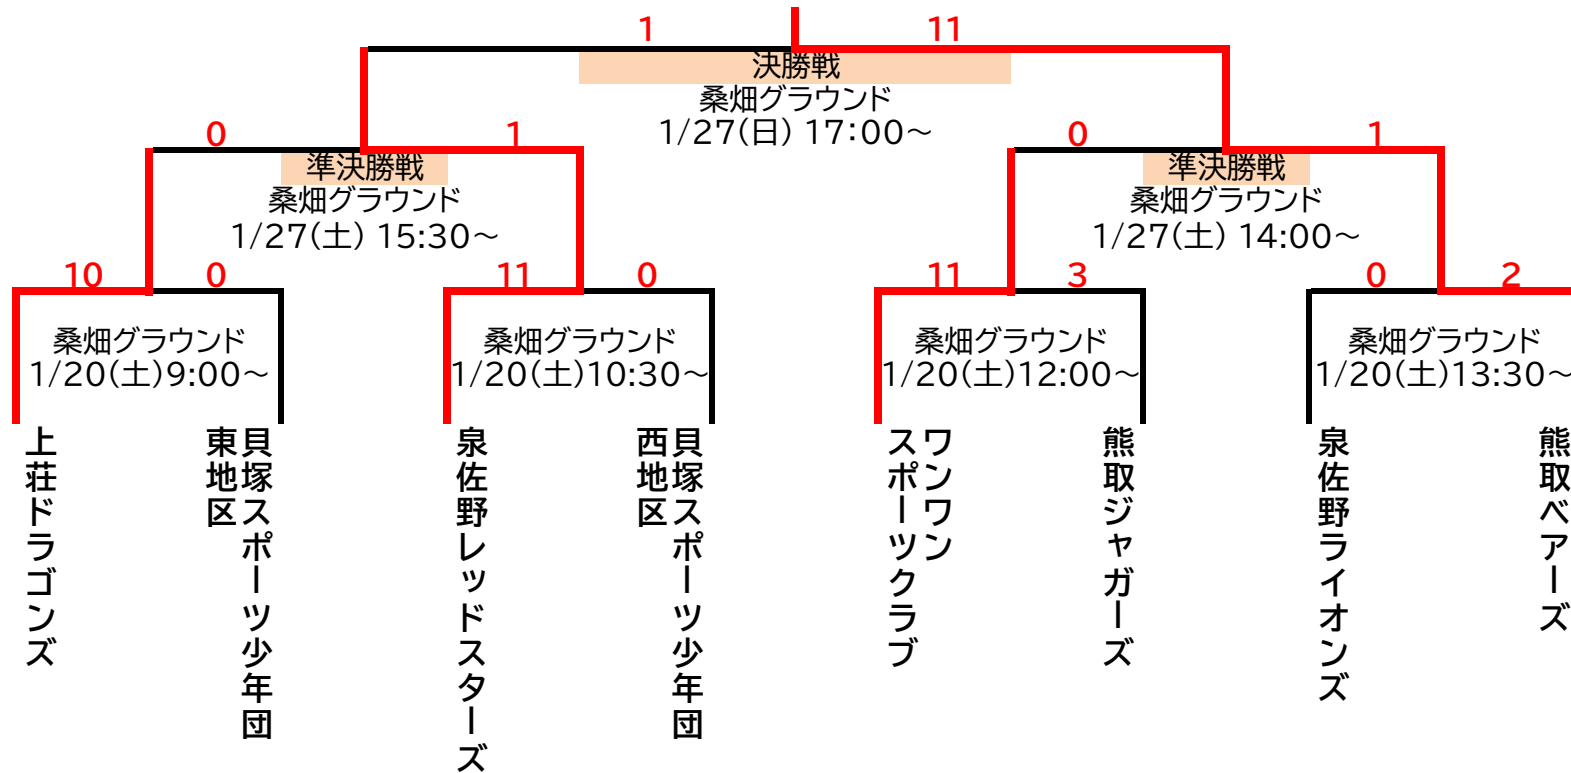 1
11
決勝戦
桑畑グラウンド
1/27(日) 17:00~
0
1
準決勝戦
桑畑グラウンド
1/27(土) 15:30~
0
1
準決勝戦
桑畑グラウンド
1/27(土) 14:00~
10
0
桑畑グラウンド
1/20(土)9:00~
11
0
桑畑グラウンド
1/20(土)10:30~
11
3
桑畑グラウンド
1/20(土)12:00~
0
2
桑畑グラウンド
1/20(土)13:30~
上荘ドラゴンズ
貝塚スポーツ少年団
東地区
泉佐野レッドスターズ
貝塚スポーツ少年団
西地区
ワンワン
スポーツクラブ
熊取ジャガーズ
泉佐野ライオンズ
熊取ベアーズ